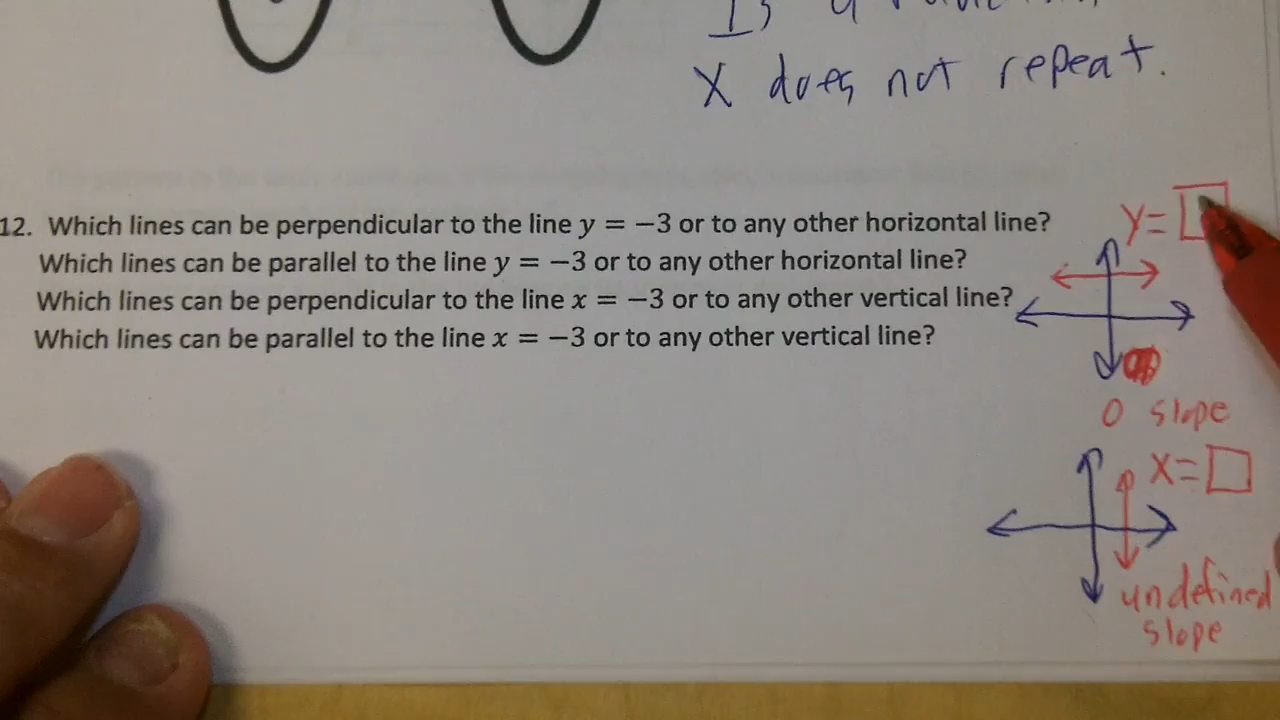 Is a
X does not repeat.
12. Which lines can be perpendicular to the line y = −3 or to any other horizontal line?
Which lines can be parallel to the line y = −3 or to any other horizontal line?
Which lines can be perpendicular to the line x = −3 or to any other vertical line?
Which lines can be parallel to the line x = −3 or to any other vertical line?
y=
0 slope
x=
undefined
slope